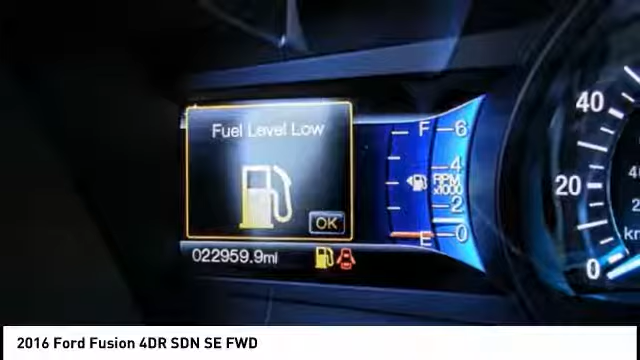 Fuel Level Low
OK
022959.9mi
F
E
6
4
RPM
x1000
2
0
40
20
0
2016 Ford Fusion 4DR SDN SE FWD